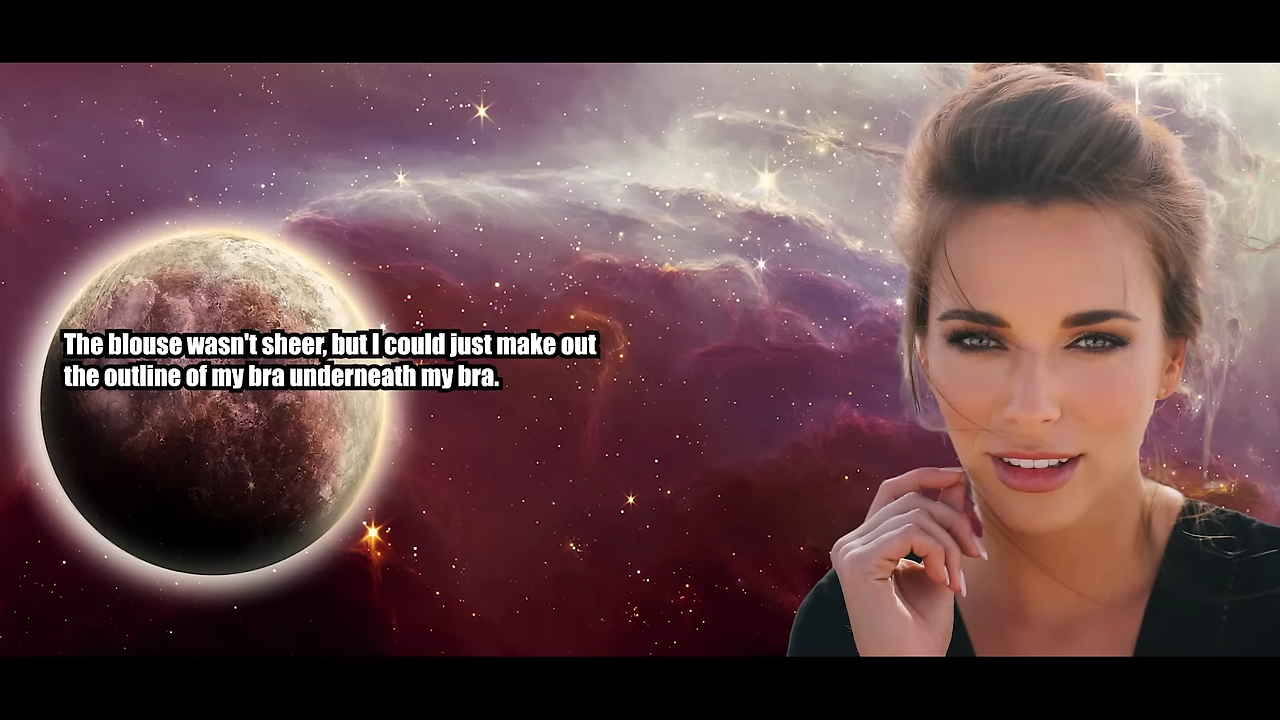 The blouse wasn't sheer, but I could just make out
the outline of my bra underneath my bra.